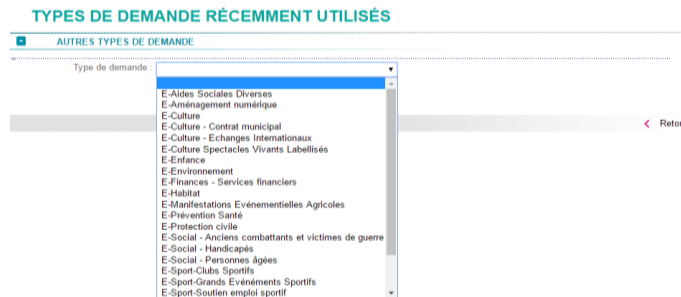 TYPES DE DEMANDE RÉCEMMENT UTILISÉS
AUTRES TYPES DE DEMANDE
Type de demande :
E-Aides Sociales Diverses
E-Aménagement numérique
E-Culture
E-Culture - Contrat municipal
E-Culture - Echanges Internationaux
E-Culture Spectacles Vivants Labellisés
E-Enfance
E-Environnement
E-Finances - Services financiers
E-Habitat
E-Manifestations Evénementielles Agricoles
E-Prévention Santé
E-Protection civile
E-Social - Anciens combattants et victimes de guerre
E-Social - Handicapés
E-Social - Personnes âgées
E-Sport-Clubs Sportifs
E-Sport-Grands Evénéments Sportifs
E-Sport-Soutien emploi sportif
Retou